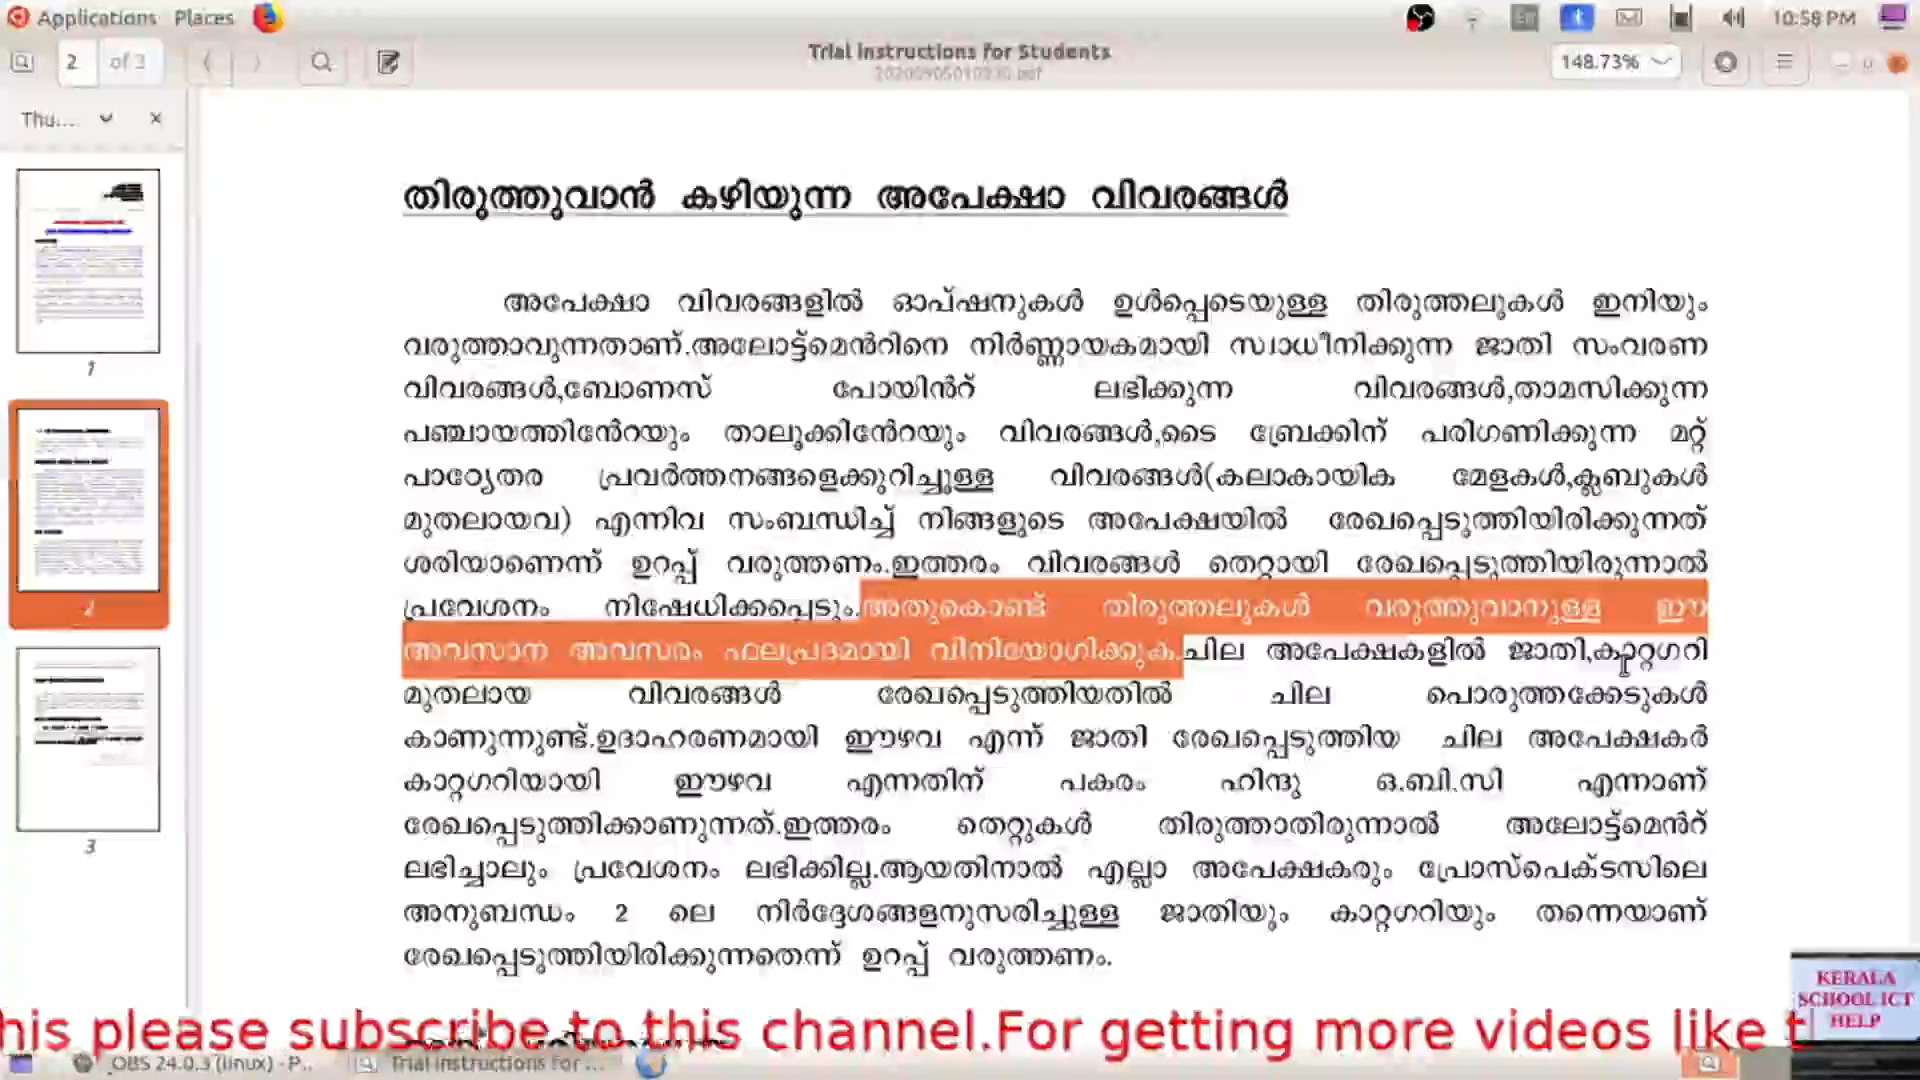 Applications Places 10:58 PM
2 of 3
Trial instructions for Students
148.73%
Thu....
തിരുത്തുവാൻ കഴിയുന്ന അപേക്ഷാ വിവരങ്ങൾ
അപേക്ഷാ വിവരങ്ങളിൽ ഓപ്ഷനുകൾ ഉൾപ്പെടെയുള്ള തിരുത്തലുകൾ ഇനിയും
വരുത്താവുന്നതാണ്.അലോട്ട്മെൻറിനെ നിർണ്ണായകമായി സ്വാധീനിക്കുന്ന ജാതി സംവരണ
വിവരങ്ങൾ,ബോണസ് പോയിൻറ് ലഭിക്കുന്ന വിവരങ്ങൾ,താമസിക്കുന്ന
പഞ്ചായത്തിൻേറയും താലൂക്കിൻേറയും വിവരങ്ങൾ,ടൈ ബ്രേക്കിന് പരിഗണിക്കുന്ന മറ്റ്
പാഠ്യേതര പ്രവർത്തനങ്ങളെക്കുറിച്ചുള്ള വിവരങ്ങൾ(കലാകായിക മേളകൾ,ക്ലബുകൾ
മുതലായവ) എന്നിവ സംബന്ധിച്ച് നിങ്ങളുടെ അപേക്ഷയിൽ രേഖപ്പെടുത്തിയിരിക്കുന്നത്
ശരിയാണെന്ന് ഉറപ്പ് വരുത്തണം.ഇത്തരം വിവരങ്ങൾ തെറ്റായി രേഖപ്പെടുത്തിയിരുന്നാൽ
പ്രവേശനം നിഷേധിക്കപ്പെടും.അതുകൊണ്ട് തിരുത്തലുകൾ വരുത്തുവാനുള്ള ഈ
അവസാന അവസരം ഫലപ്രദമായി വിനിയോഗിക്കുക.ചില അപേക്ഷകളിൽ ജാതി,കാറ്റഗറി
മുതലായ വിവരങ്ങൾ രേഖപ്പെടുത്തിയതിൽ ചില പൊരുത്തക്കേടുകൾ
കാണുന്നുണ്ട്.ഉദാഹരണമായി ഈഴവ എന്ന് ജാതി രേഖപ്പെടുത്തിയ ചില അപേക്ഷകർ
കാറ്റഗറിയായി ഈഴവ എന്നതിന് പകരം ഹിന്ദു ഒ.ബി.സി എന്നാണ്
രേഖപ്പെടുത്തിക്കാണുന്നത്.ഇത്തരം തെറ്റുകൾ തിരുത്താതിരുന്നാൽ അലോട്ട്മെൻറ്
ലഭിച്ചാലും പ്രവേശനം ലഭിക്കില്ല.ആയതിനാൽ എല്ലാ അപേക്ഷകരും പ്രോസ്പെക്ടസിലെ
അനുബന്ധം 2 ലെ നിർദ്ദേശങ്ങളനുസരിച്ചുള്ള ജാതിയും കാറ്റഗറിയും തന്നെയാണ്
രേഖപ്പെടുത്തിയിരിക്കുന്നതെന്ന് ഉറപ്പ് വരുത്തണം.
1
2
3
KERALA
SCHOOL ICT
HELP
his please subscribe to this channel.For getting more videos like t
OBS 24.0.3 (linux) - P...
Trial instructions for ...